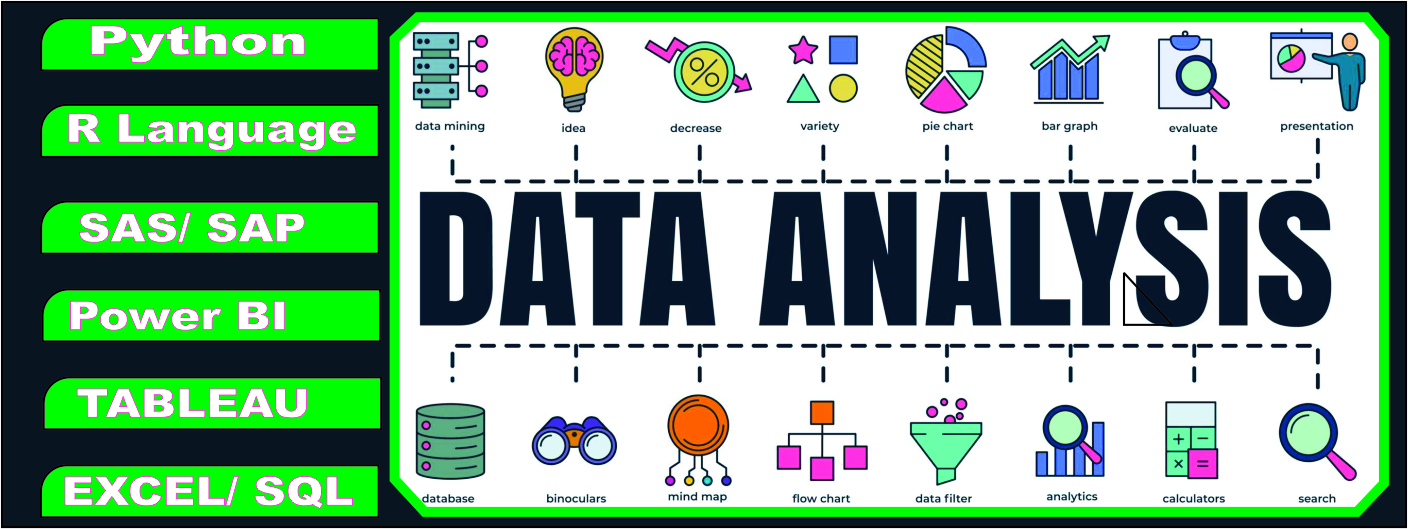 Python
R Language
SAS/ SAP
Power BI
TABLEAU
EXCEL/ SQL
data mining idea decrease variety pie chart bar graph evaluate presentation
DATA ANALYSIS
database binoculars mind map flow chart data filter analytics calculators search